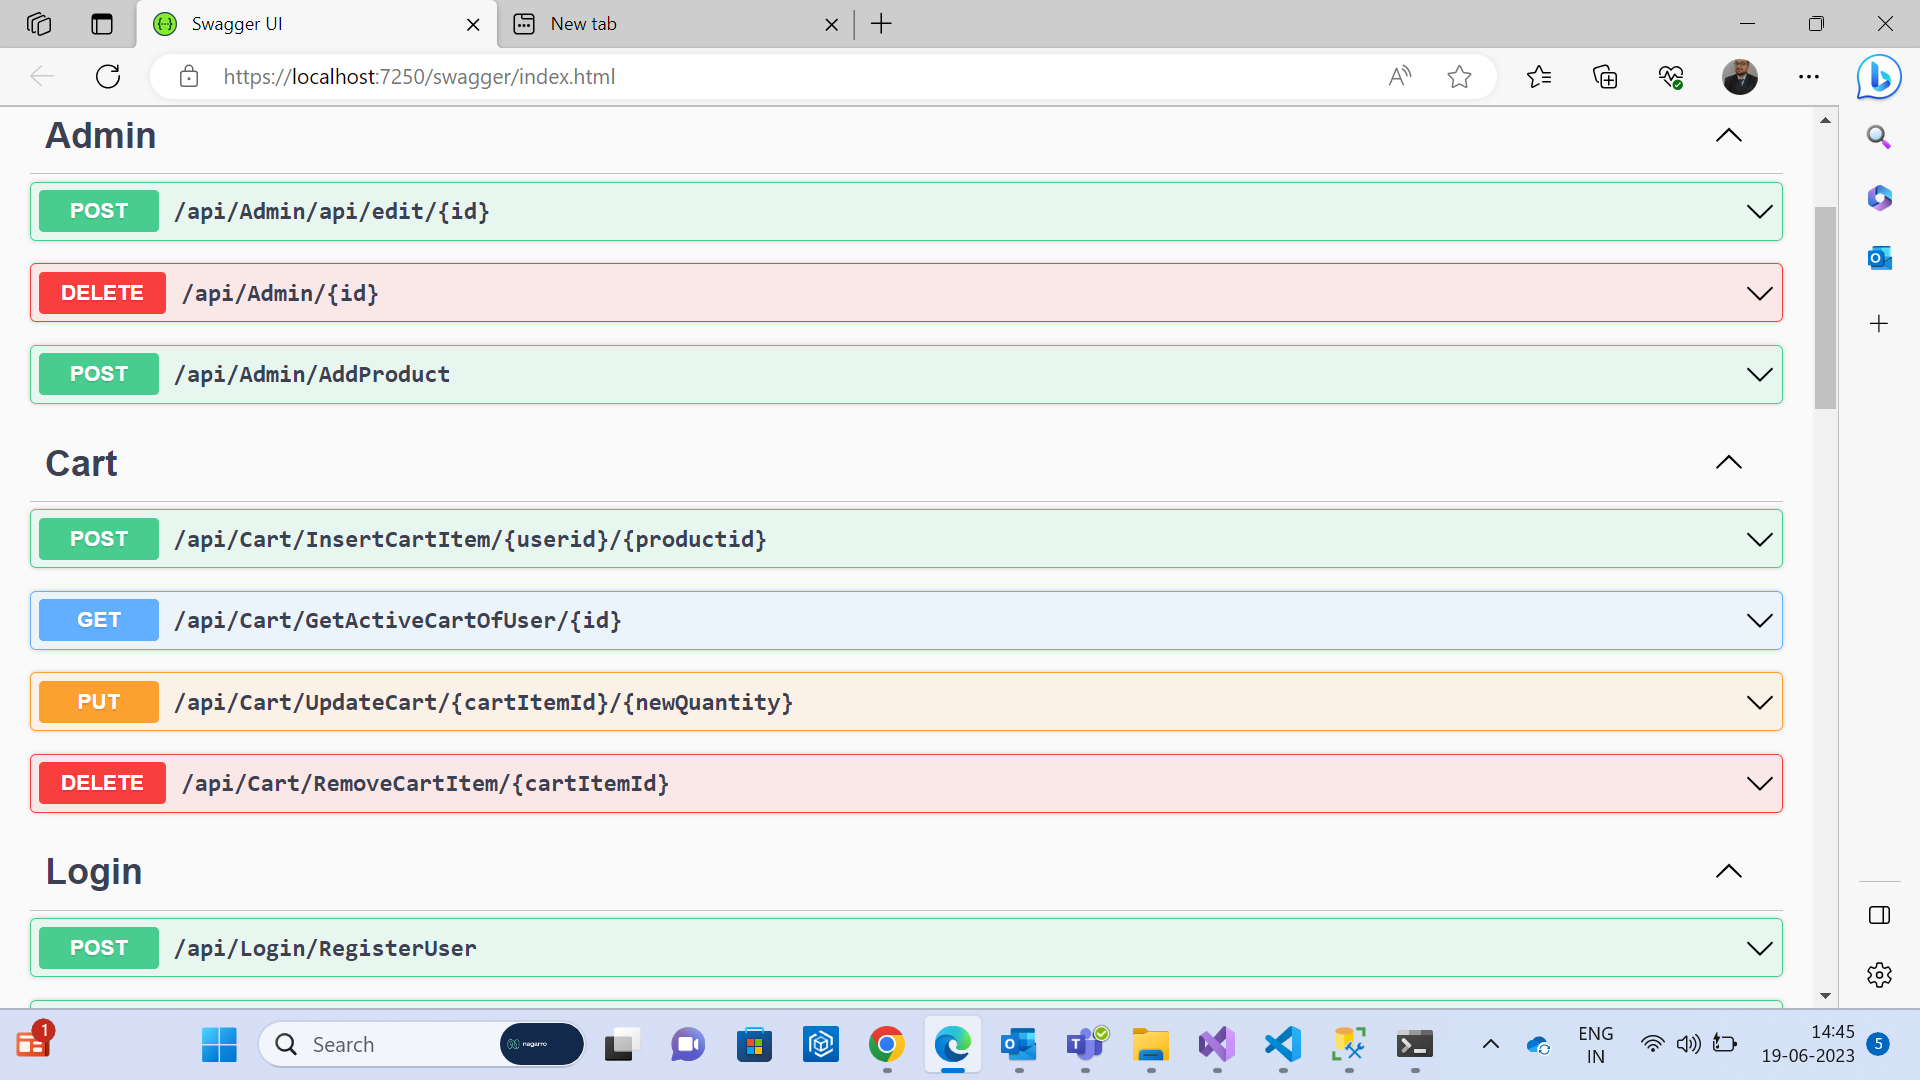 Swagger UI
New tab
https://localhost:7250/swagger/index.html
Admin
POST /api/Admin/api/edit/{id}
DELETE /api/Admin/{id}
POST /api/Admin/AddProduct
Cart
POST /api/Cart/InsertCartItem/{userid}/{productid}
GET /api/Cart/GetActiveCartOfUser/{id}
PUT /api/Cart/UpdateCart/{cartItemId}/{newQuantity}
DELETE /api/Cart/RemoveCartItem/{cartItemId}
Login
POST /api/Login/RegisterUser
1
Search
nagarro
ENG
IN
14:45
19-06-2023
5